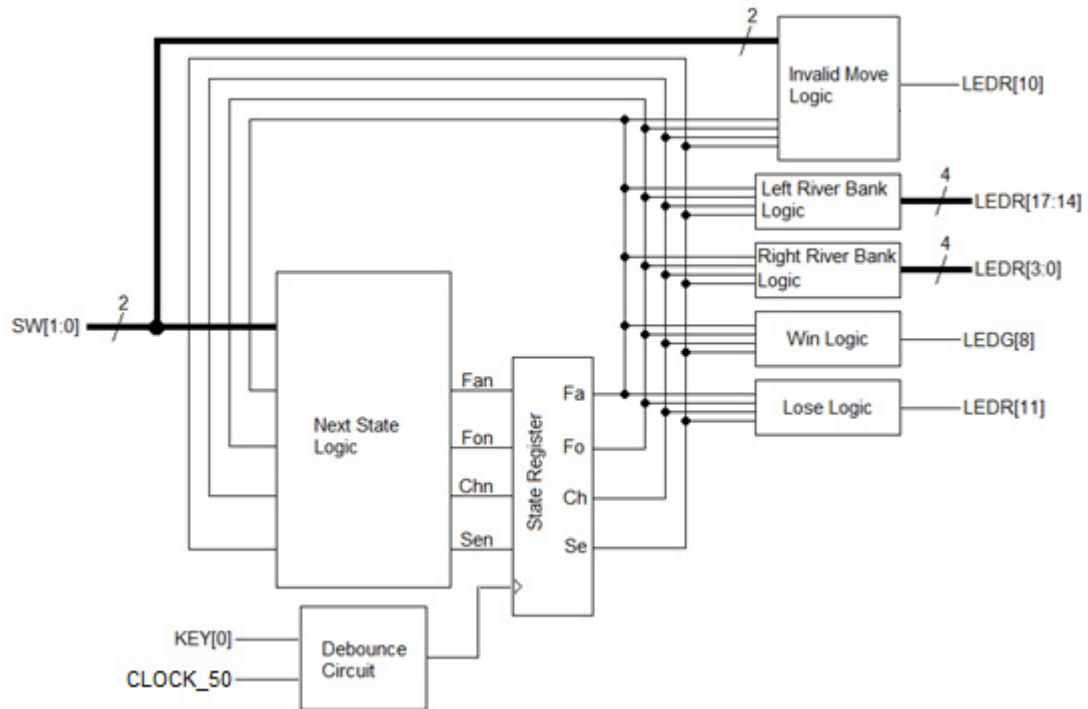 2
2
Invalid Move
Logic
LEDR[10]
Left River Bank
Logic
4
LEDR[17:14]
Right River Bank
Logic
4
LEDR[3:0]
SW[1:0]
2
Win Logic
LEDG[8]
Lose Logic
LEDR[11]
Next State
Logic
Fan
Fon
Chn
Sen
State Register
Fa
Fo
Ch
Se
KEY[0]
CLOCK_50
Debounce
Circuit